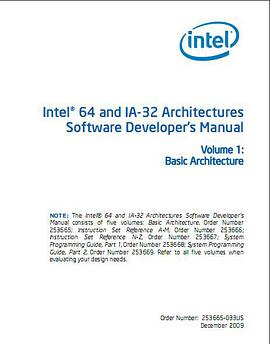 intel
Intel® 64 and IA-32 Architectures
Software Developer's Manual
Volume 1:
Basic Architecture
NOTE: The Intel® 64 and IA-32 Architectures Software Developer's
Manual consists of five volumes: Basic Architecture, Order Number
253665; Instruction Set Reference A-M, Order Number 253666;
Instruction Set Reference N-Z, Order Number 253667; System
Programming Guide, Part 1, Order Number 253668; System Programming
Guide, Part 2, Order Number 253669. Refer to all five volumes when
evaluating your design needs.
Order Number: 253665-033US
December 2009